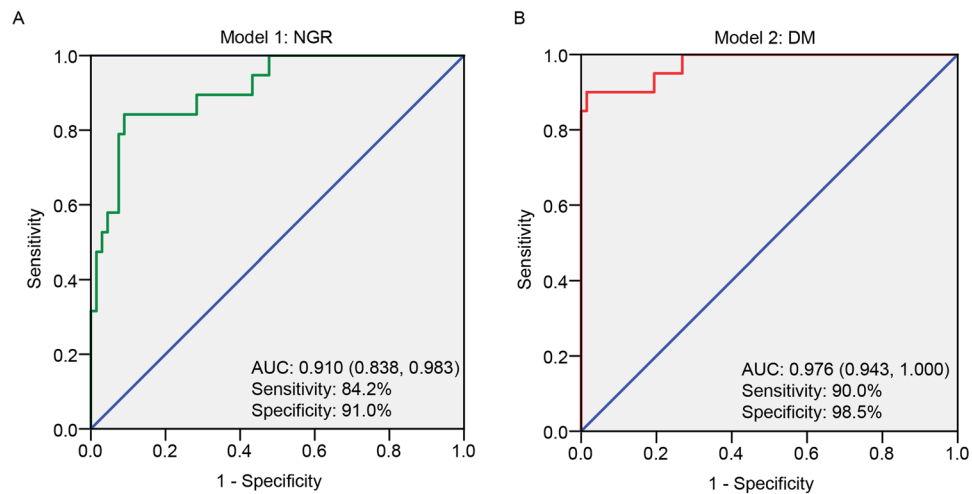 A
Model 1: NGR
1.0
0.8
0.6
0.4
0.2
0.0
Sensitivity
AUC: 0.910 (0.838, 0.983)
Sensitivity: 84.2%
Specificity: 91.0%
0.0 0.2 0.4 0.6 0.8 1.0
1 - Specificity
B
Model 2: DM
1.0
0.8
0.6
0.4
0.2
0.0
Sensitivity
AUC: 0.976 (0.943, 1.000)
Sensitivity: 90.0%
Specificity: 98.5%
0.0 0.2 0.4 0.6 0.8 1.0
1 - Specificity